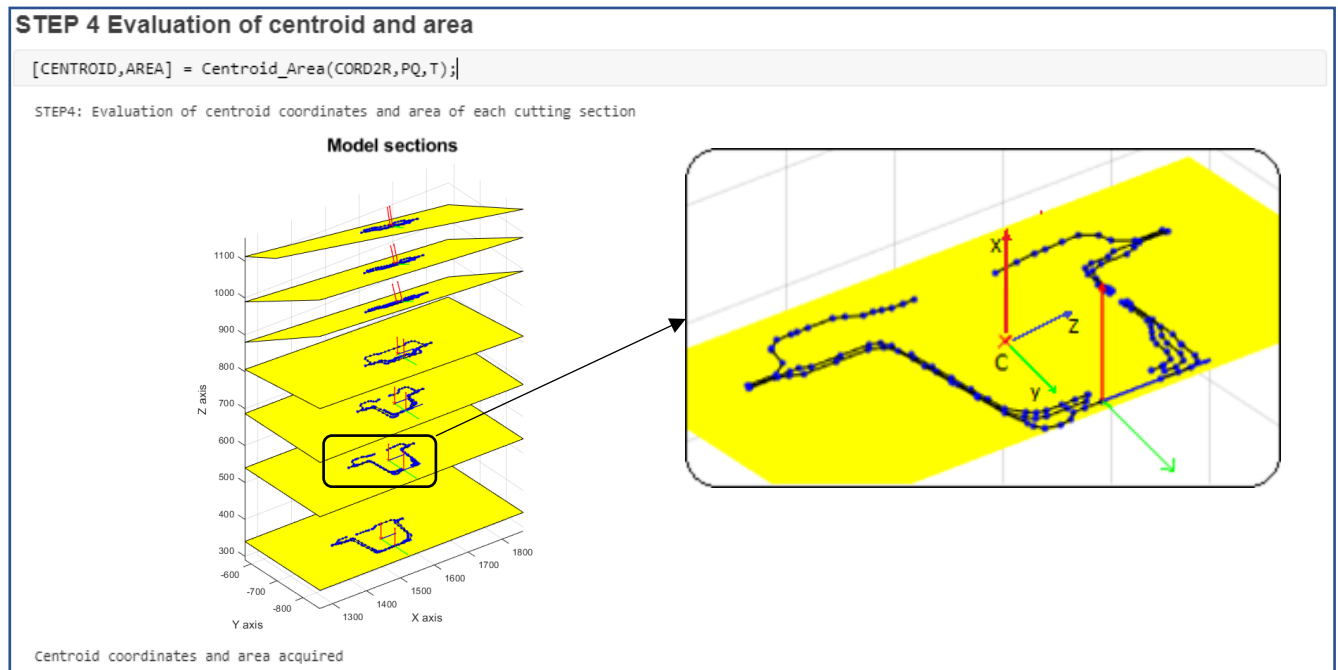 STEP 4 Evaluation of centroid and area
[CENTROID,AREA] = Centroid_Area(CORD2R,PQ,T);
STEP4: Evaluation of centroid coordinates and area of each cutting section
Model sections
1100
1000
900
800
700
600
500
400
300
Z axis
-600
-700
-800
Y axis
1300
1400
1500
1600
1700
1800
X axis
X
Z
C
y
Centroid coordinates and area acquired